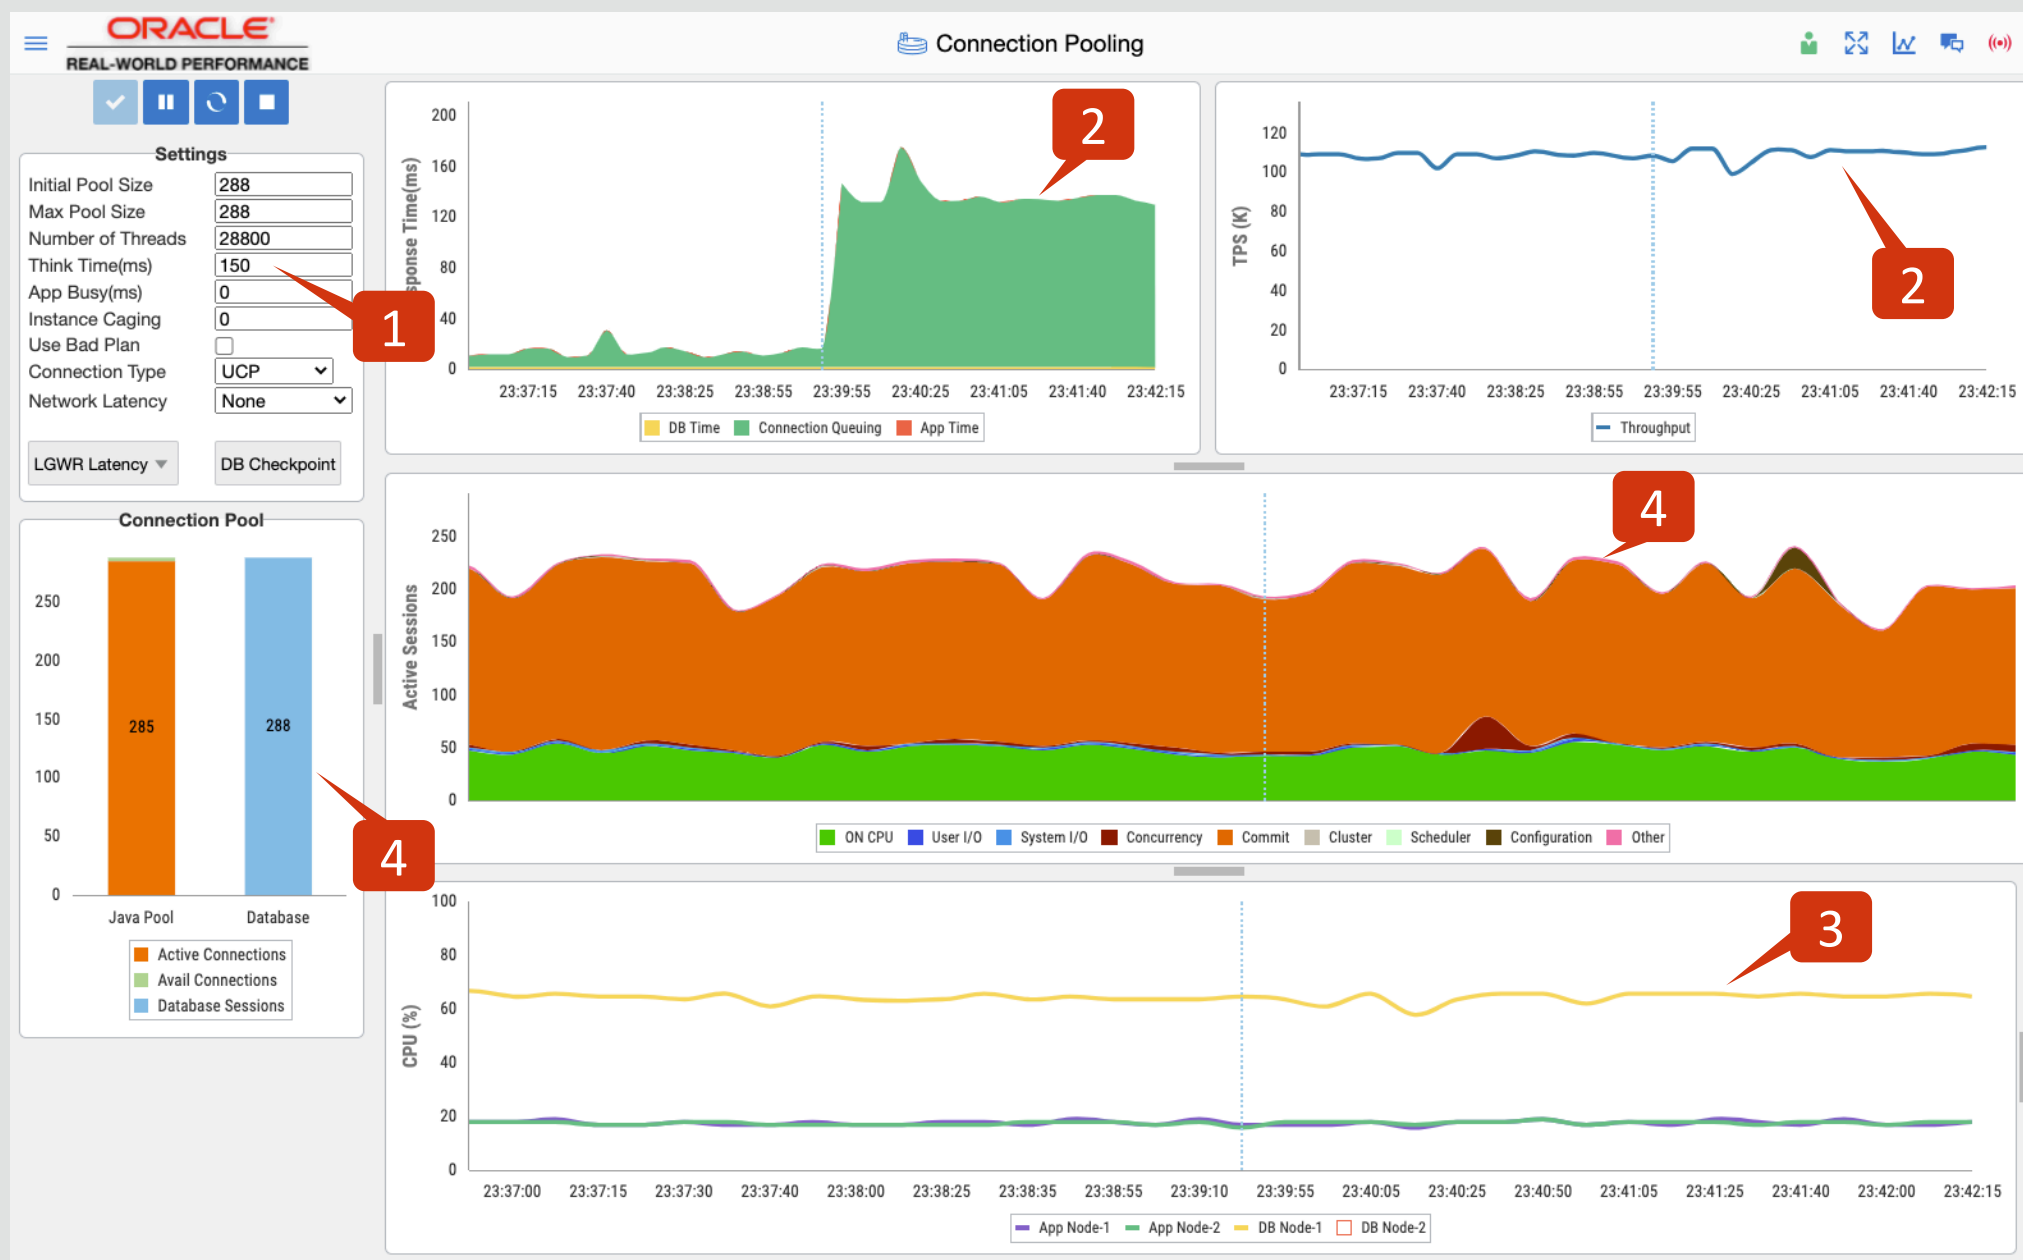 ORACLE
REAL-WORLD PERFORMANCE
Connection Pooling
Settings
Initial Pool Size 288
Max Pool Size 288
Number of Threads 28800
Think Time(ms) 150
App Busy(ms) 0
Instance Caging 0
Use Bad Plan
Connection Type UCP
Network Latency None
LGWR Latency DB Checkpoint
1
Connection Pool
250
200
150
100
50
0
285 288
Java Pool Database
Active Connections
Avail Connections
Database Sessions
4
ponse Time(ms)
200
160
120
80
40
0
2
23:37:15 23:37:40 23:38:25 23:38:55 23:39:55 23:40:25 23:41:05 23:41:40 23:42:15
DB Time Connection Queuing App Time
TPS (K)
120
100
80
60
40
20
0
2
23:37:15 23:37:40 23:38:25 23:38:55 23:39:55 23:40:25 23:41:05 23:41:40 23:42:15
Throughput
Active Sessions
250
200
150
100
50
0
4
ON CPU User I/O System I/O Concurrency Commit Cluster Scheduler Configuration Other
CPU (%)
100
80
60
40
20
0
3
23:37:00 23:37:15 23:37:30 23:37:40 23:38:00 23:38:25 23:38:35 23:38:55 23:39:10 23:39:55 23:40:05 23:40:25 23:40:50 23:41:05 23:41:25 23:41:40 23:42:00 23:42:15
App Node-1 App Node-2 DB Node-1 DB Node-2